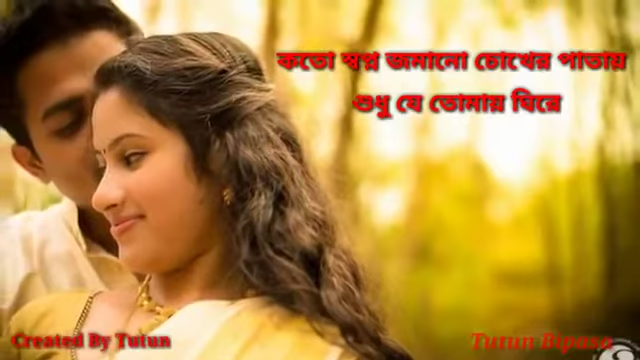 কতো স্বপ্ন জমানো চোখের পাতায়
শুধু যে তোমায় ঘিরে
Created By Tutun
Tutun Bipasa